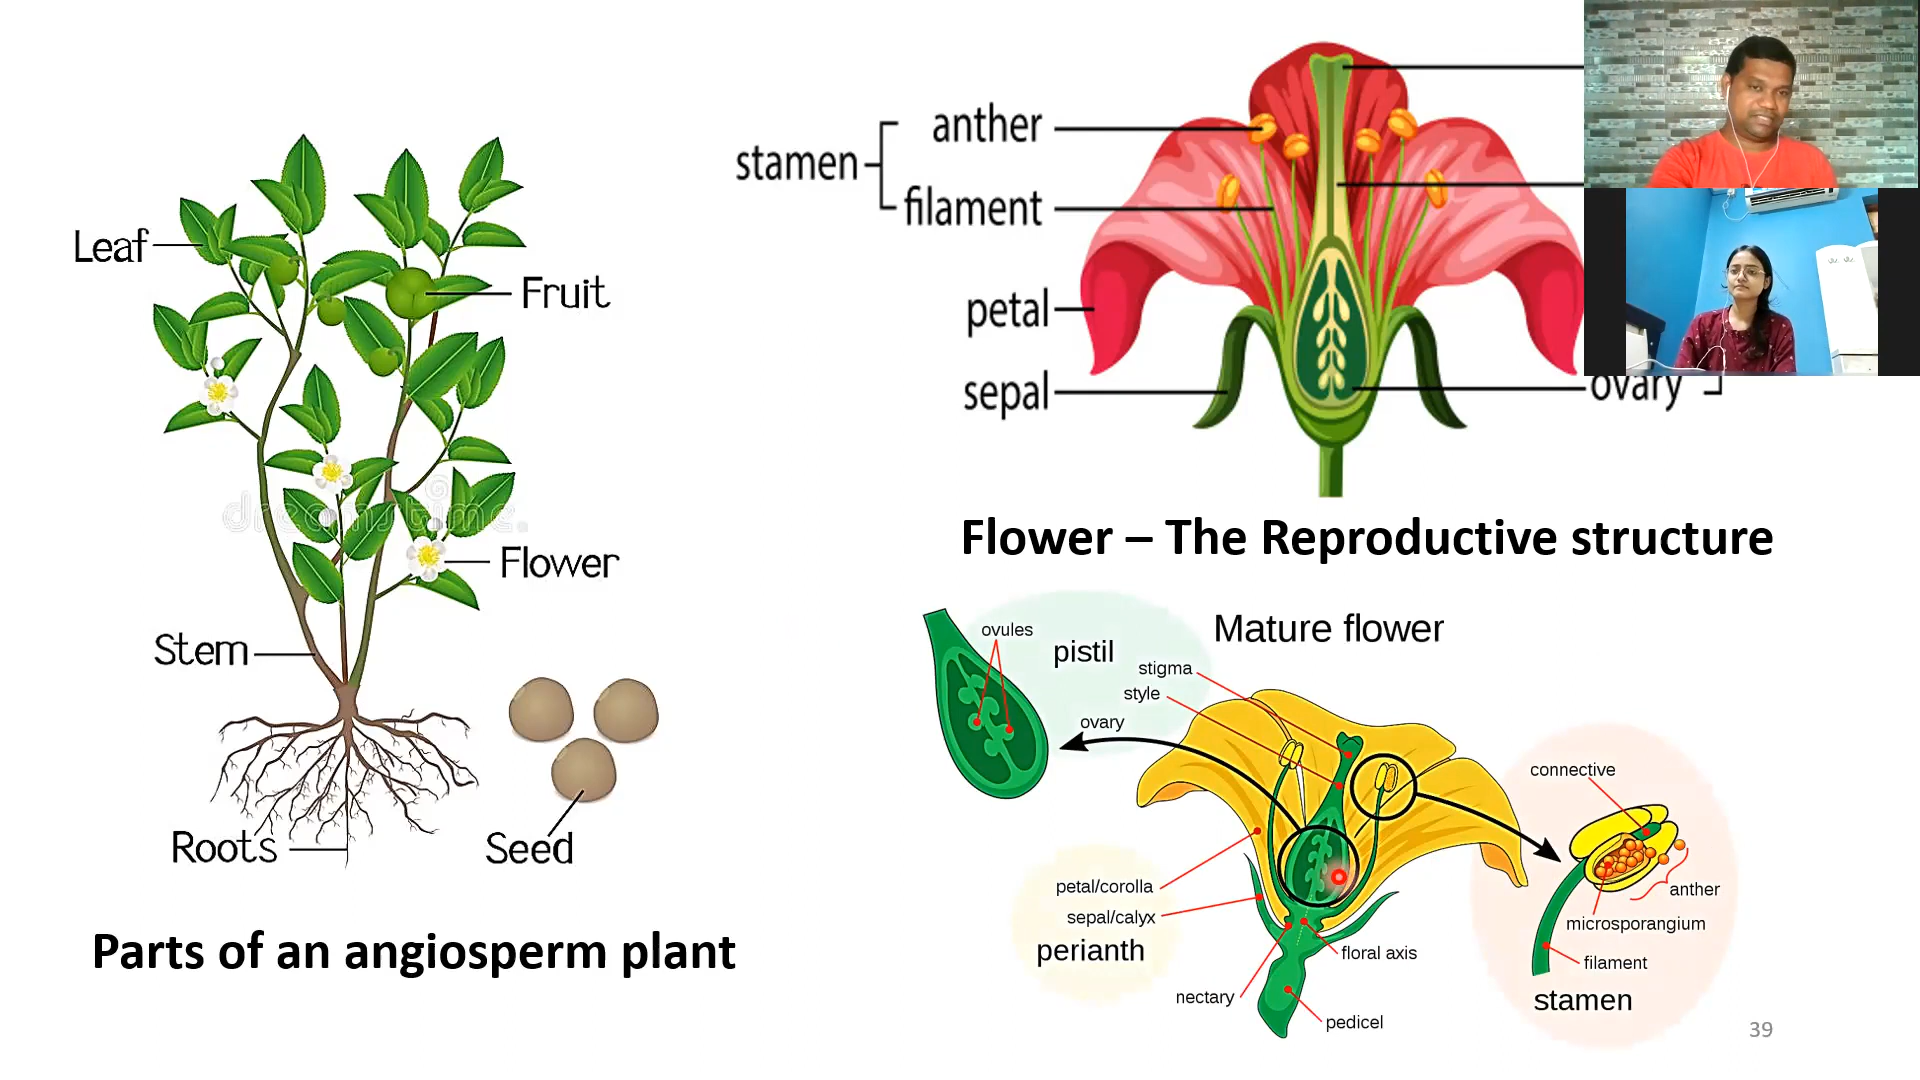 Leaf
Fruit
Flower
Stem
Roots
Seed
dreamstime.
Parts of an angiosperm plant
stamen
anther
filament
petal
sepal
ovary
Flower – The Reproductive structure
Mature flower
ovules
pistil
stigma
style
ovary
petal/corolla
sepal/calyx
perianth
nectary
floral axis
pedicel
connective
anther
microsporangium
filament
stamen
39